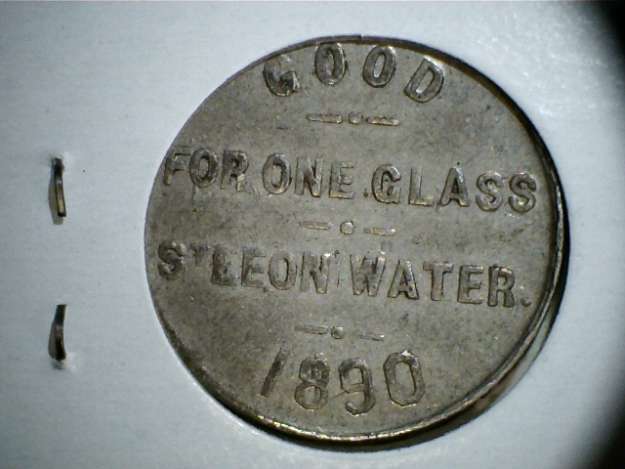 GOOD
FOR ONE GLASS
ST LEON WATER.
1890